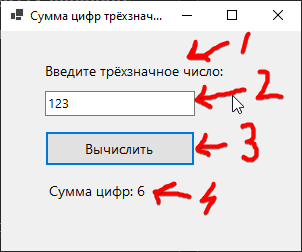 Сумма цифр трёхзнач...
1
Введите трёхзначное число:
123
2
Вычислить
3
Сумма цифр: 6
4